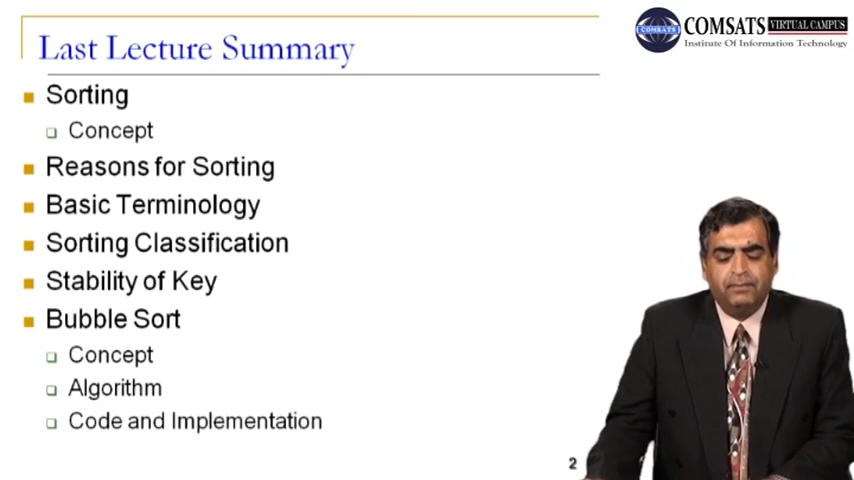 Last Lecture Summary
COMSATS VIRTUAL CAMPUS
COMSATS
Institute Of Information Technology
Sorting
Concept
Reasons for Sorting
Basic Terminology
Sorting Classification
Stability of Key
Bubble Sort
Concept
Algorithm
Code and Implementation
2